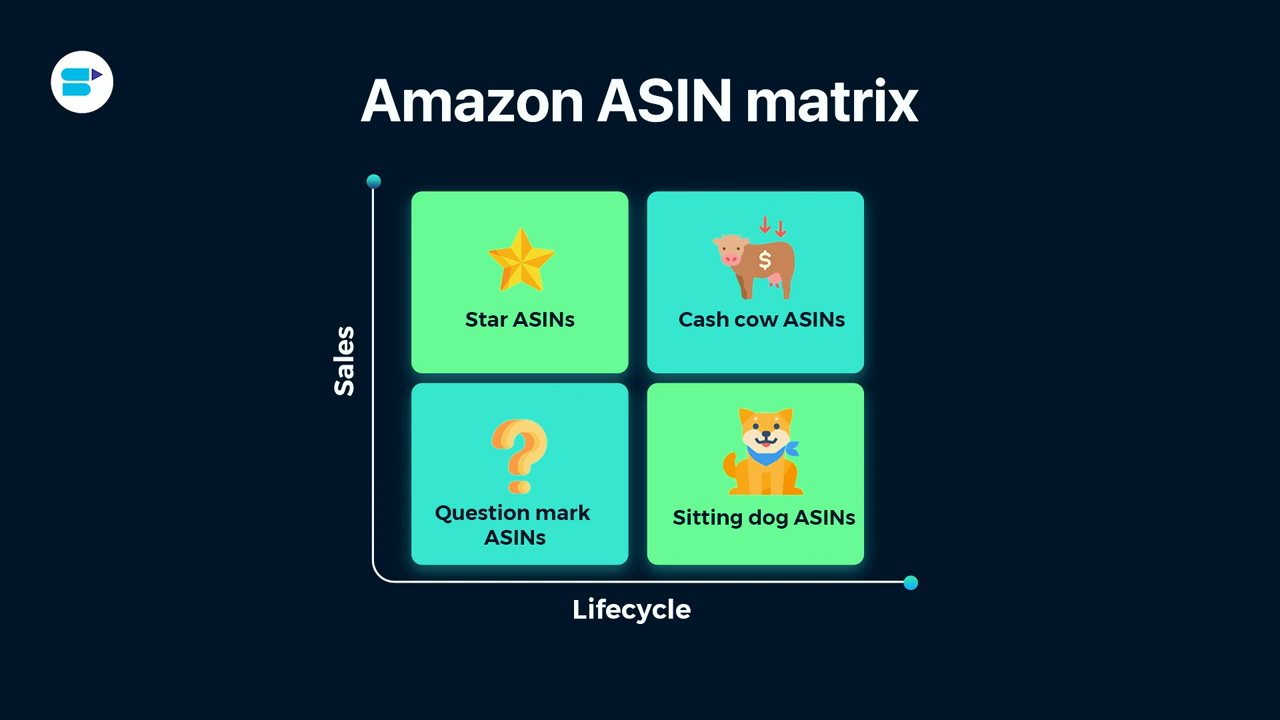 Amazon ASIN matrix
Sales
Star ASINs
$
Cash cow ASINs
Question mark
ASINs
Sitting dog ASINs
Lifecycle